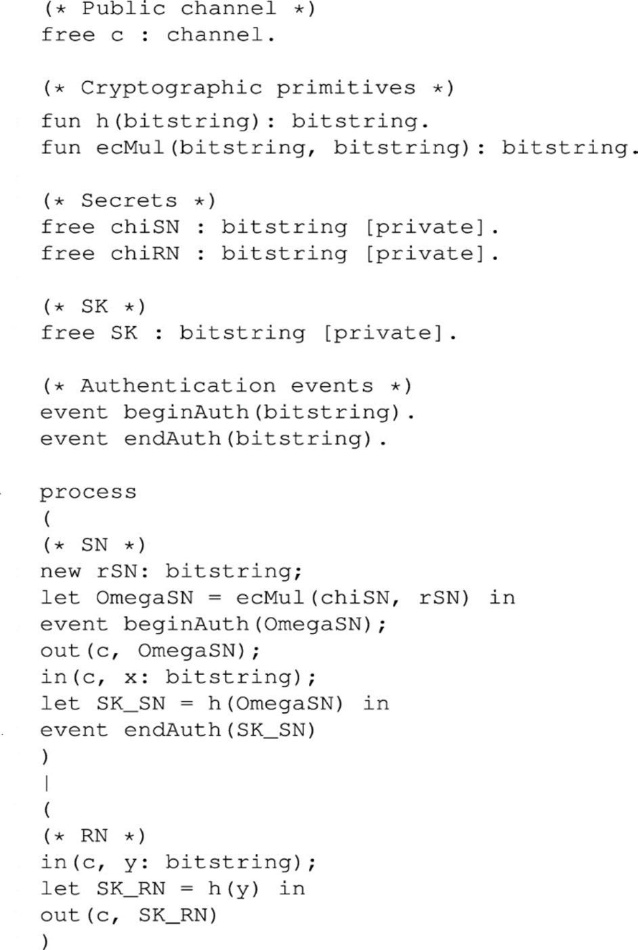 (* Public channel *)
free c : channel.
(* Cryptographic primitives *)
fun h(bitstring): bitstring.
fun ecMul(bitstring, bitstring): bitstring.
(* Secrets *)
free chiSN : bitstring [private].
free chiRN : bitstring [private].
(* SK *)
free SK : bitstring [private].
(* Authentication events *)
event beginAuth(bitstring).
event endAuth(bitstring).
process
(
(* SN *)
new rSN: bitstring;
let OmegaSN = ecMul(chiSN, rSN) in
event beginAuth(OmegaSN);
out(c, OmegaSN);
in(c, x: bitstring);
let SK_SN = h(OmegaSN) in
event endAuth(SK_SN)
)
|
(
(* RN *)
in(c, y: bitstring);
let SK_RN = h(y) in
out(c, SK_RN)
)